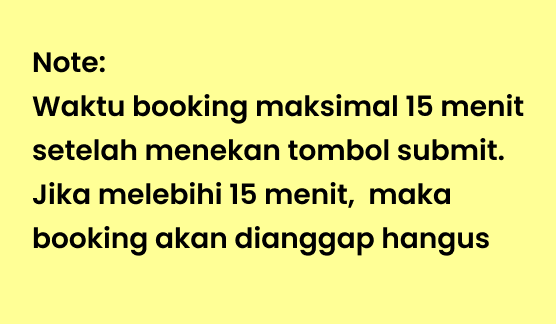 Note:
Waktu booking maksimal 15 menit
setelah menekan tombol submit.
Jika melebihi 15 menit,  maka
booking akan dianggap hangus